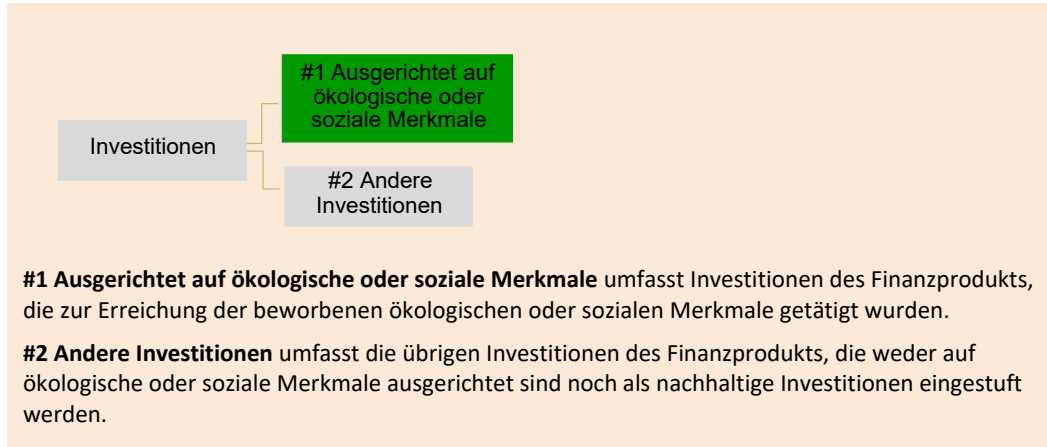 #1 Ausgerichtet auf
ökologische oder
soziale Merkmale
Investitionen
#2 Andere
Investitionen
#1 Ausgerichtet auf ökologische oder soziale Merkmale umfasst Investitionen des Finanzprodukts,
die zur Erreichung der beworbenen ökologischen oder sozialen Merkmale getätigt wurden.
#2 Andere Investitionen umfasst die übrigen Investitionen des Finanzprodukts, die weder auf
ökologische oder soziale Merkmale ausgerichtet sind noch als nachhaltige Investitionen eingestuft
werden.